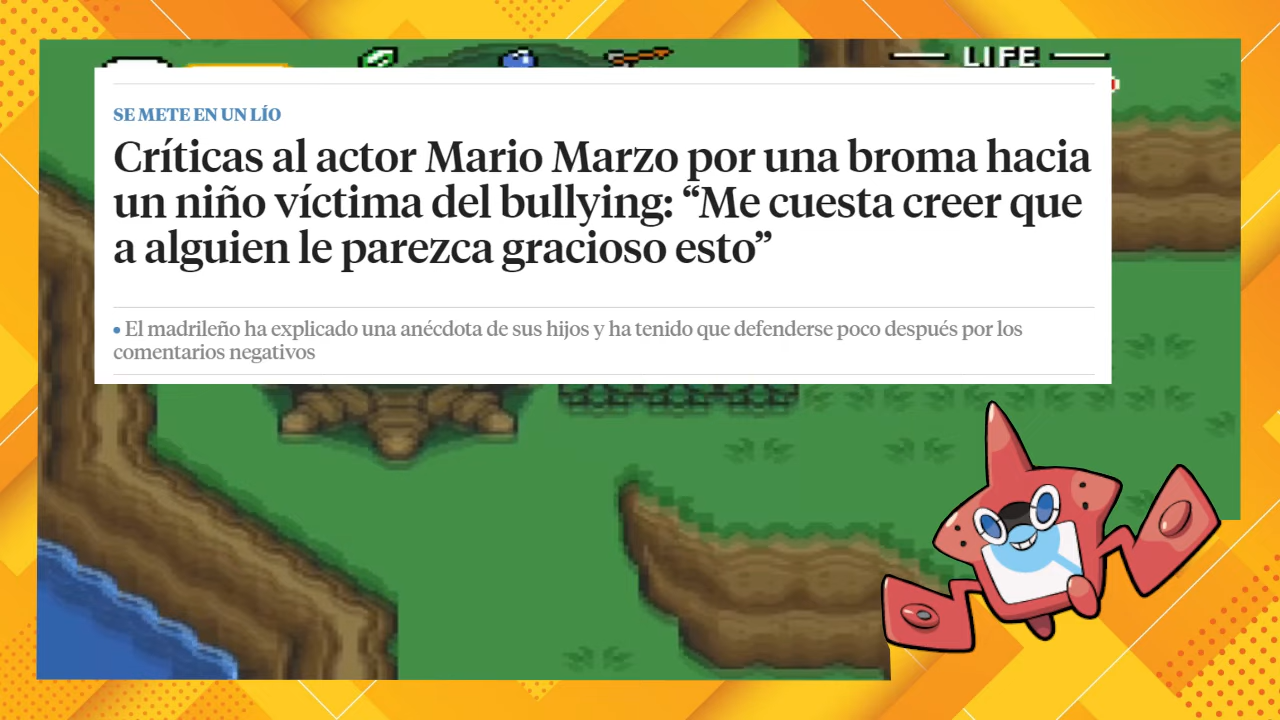 LIFE
SE METE EN UN LÍO
Críticas al actor Mario Marzo por una broma hacia
un niño víctima del bullying: “Me cuesta creer que
a alguien le parezca gracioso esto”
• El madrileño ha explicado una anécdota de sus hijos y ha tenido que defenderse poco después por los
comentarios negativos